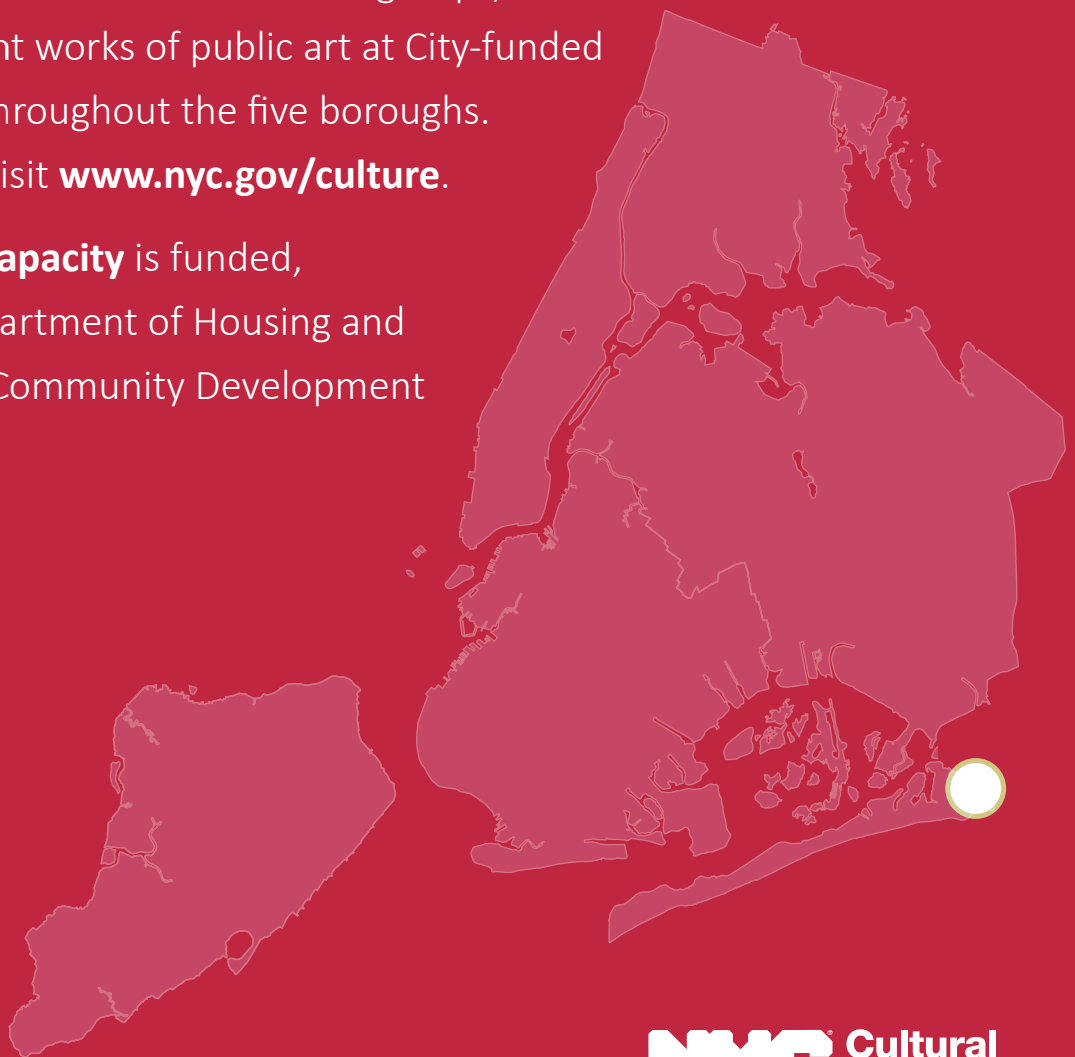 nt works of public art at City-funded
hroughout the five boroughs.
isit www.nyc.gov/culture.
apacity is funded,
artment of Housing and
Community Development
NYC Cultural